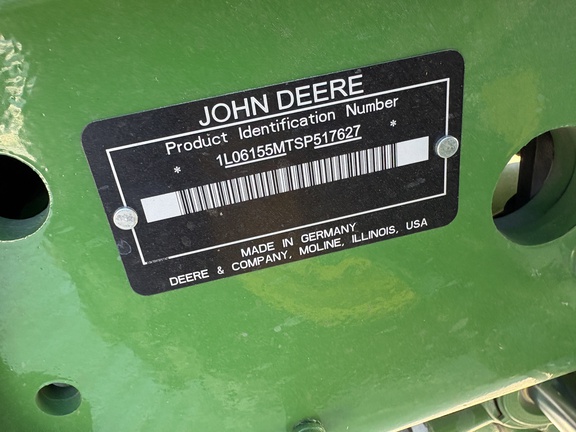 JOHN DEERE
Product Identification Number
* 1L06155MTSP517627 *
MADE IN GERMANY
DEERE & COMPANY, MOLINE, ILLINOIS, USA